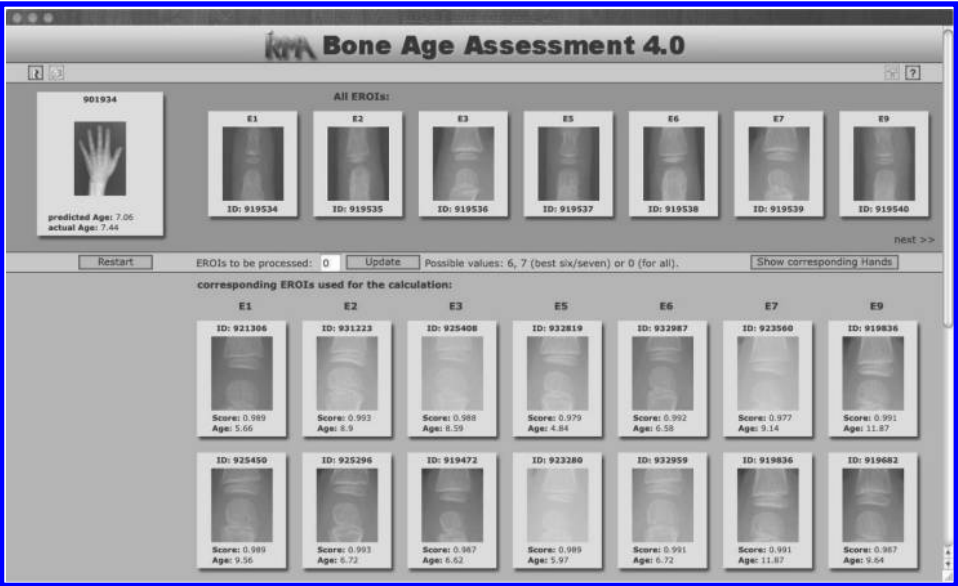 IRMA Bone Age Assessment 4.0
?
901934
predicted Age: 7.06
actual Age: 7.44
All EROIs:
E1 E2 E3 E5 E6 E7 E9
ID: 919534 ID: 919535 ID: 919536 ID: 919537 ID: 919538 ID: 919539 ID: 919540
next >>
Restart EROIs to be processed: 0 Update Possible values: 6, 7 (best six/seven) or 0 (for all). Show corresponding Hands
corresponding EROIs used for the calculation:
E1 E2 E3 E5 E6 E7 E9
ID: 921306 ID: 931223 ID: 925408 ID: 932819 ID: 932987 ID: 923560 ID: 919836
Score: 0.989 Score: 0.993 Score: 0.988 Score: 0.979 Score: 0.992 Score: 0.977 Score: 0.991
Age: 5.66 Age: 8.9 Age: 8.59 Age: 4.84 Age: 6.58 Age: 9.14 Age: 11.87
ID: 925450 ID: 925296 ID: 919472 ID: 923280 ID: 932959 ID: 919836 ID: 919682
Score: 0.989 Score: 0.993 Score: 0.987 Score: 0.989 Score: 0.991 Score: 0.991 Score: 0.987
Age: 9.56 Age: 6.72 Age: 6.62 Age: 5.97 Age: 6.72 Age: 11.87 Age: 9.64